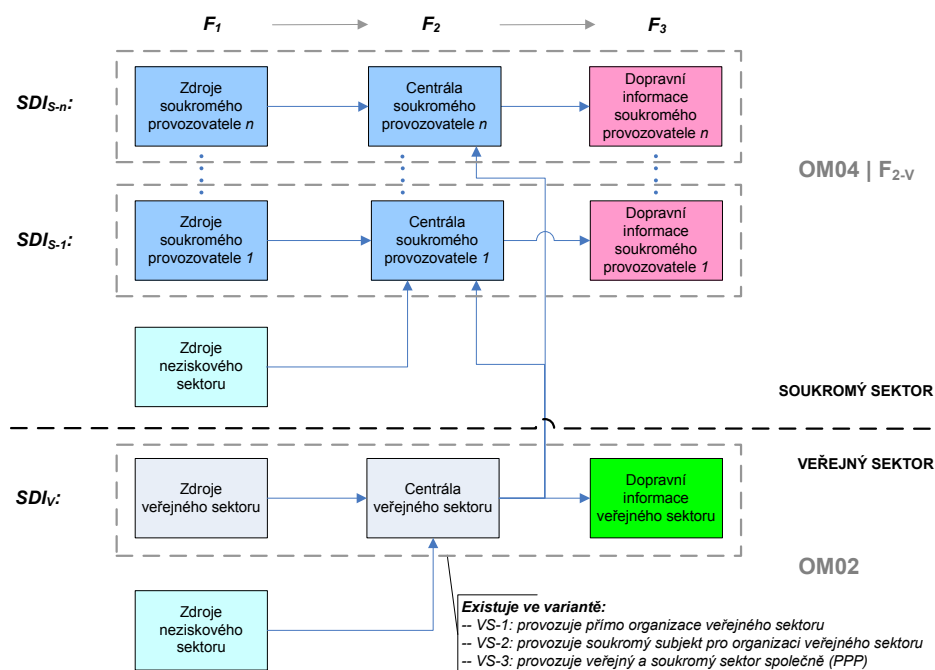 F1 F2 F3
SDIS-n:
Zdroje
soukromého
provozovatele n
Centrála
soukromého
provozovatele n
Dopravní
informace
soukromého
provozovatele n
OM04 | F2-V
SDIS-1:
Zdroje
soukromého
provozovatele 1
Centrála
soukromého
provozovatele 1
Dopravní
informace
soukromého
provozovatele 1
Zdroje
neziskového
sektoru
SOUKROMÝ SEKTOR
VEŘEJNÝ SEKTOR
SDIV:
Zdroje
veřejného sektoru
Centrála
veřejného sektoru
Dopravní
informace
veřejného sektoru
OM02
Zdroje
neziskového
sektoru
Existuje ve variantě:
-- VS-1: provozuje přímo organizace veřejného sektoru
-- VS-2: provozuje soukromý subjekt pro organizaci veřejného sektoru
-- VS-3: provozuje veřejný a soukromý sektor společně (PPP)